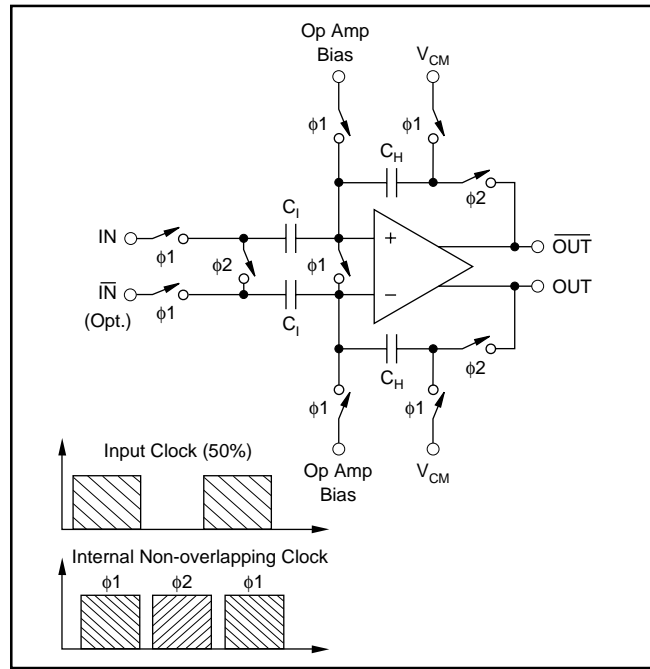 Op Amp
Bias
V_CM
φ1
φ1
C_H
φ2
IN
φ1
C_I
φ2
φ1
+
OUT̅
I̅N̅
(Opt.)
φ1
C_I
−
OUT
C_H
φ2
φ1
φ1
Op Amp
Bias
V_CM
Input Clock (50%)
Internal Non-overlapping Clock
φ1 φ2 φ1